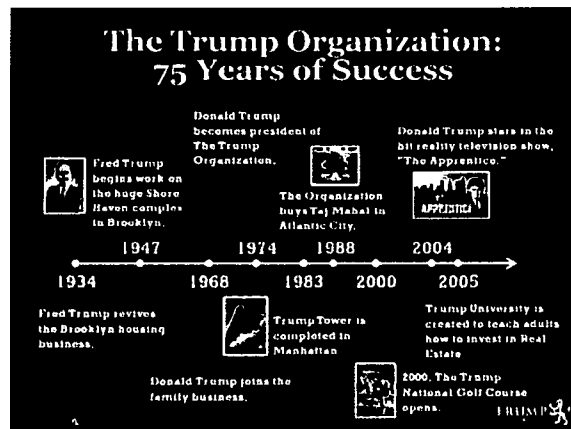 The Trump Organization:
75 Years of Success
Donald Trump
becomes president of
The Trump
Organization.
Donald Trump stars in the
hit reality television show,
"The Apprentice."
Fred Trump
begins work on
the huge Shore
Haven complex
in Brooklyn.
The Organization
buys Taj Mahal in
Atlantic City.
APPRENTICE
1947
1974
1988
2004
1934
1968
1983
2000
2005
Fred Trump revives
the Brooklyn housing
business.
Trump Tower is
completed in
Manhattan
Trump University is
created to teach adults
how to invest in Real
Estate
Donald Trump joins the
family business.
2000, The Trump
National Golf Course
opens.
TRUMP